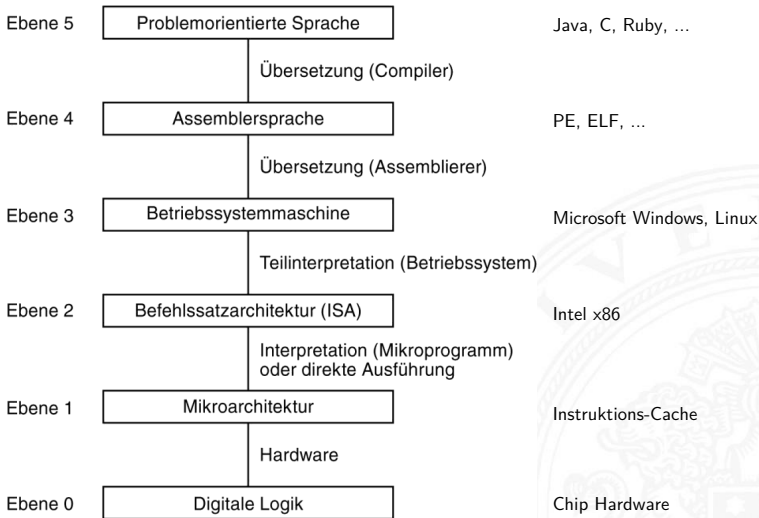 Ebene 5 Problemorientierte Sprache Java, C, Ruby, ...
Übersetzung (Compiler)
Ebene 4 Assemblersprache PE, ELF, ...
Übersetzung (Assemblierer)
Ebene 3 Betriebssystemmaschine Microsoft Windows, Linux
Teilinterpretation (Betriebssystem)
Ebene 2 Befehlssatzarchitektur (ISA) Intel x86
Interpretation (Mikroprogramm)
oder direkte Ausführung
Ebene 1 Mikroarchitektur Instruktions-Cache
Hardware
Ebene 0 Digitale Logik Chip Hardware